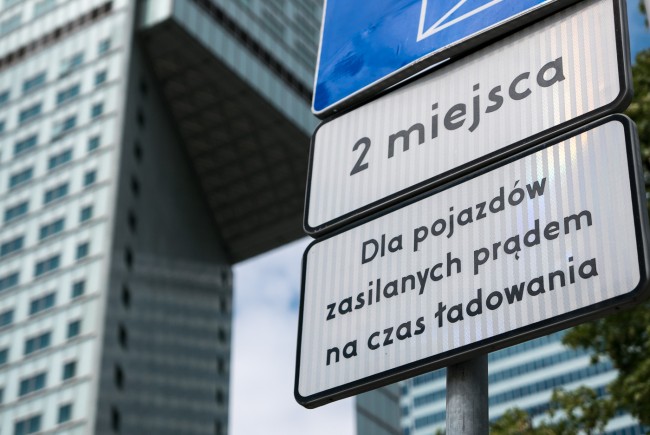 2 miejsca
Dla pojazdów
zasilanych prądem
na czas ładowania